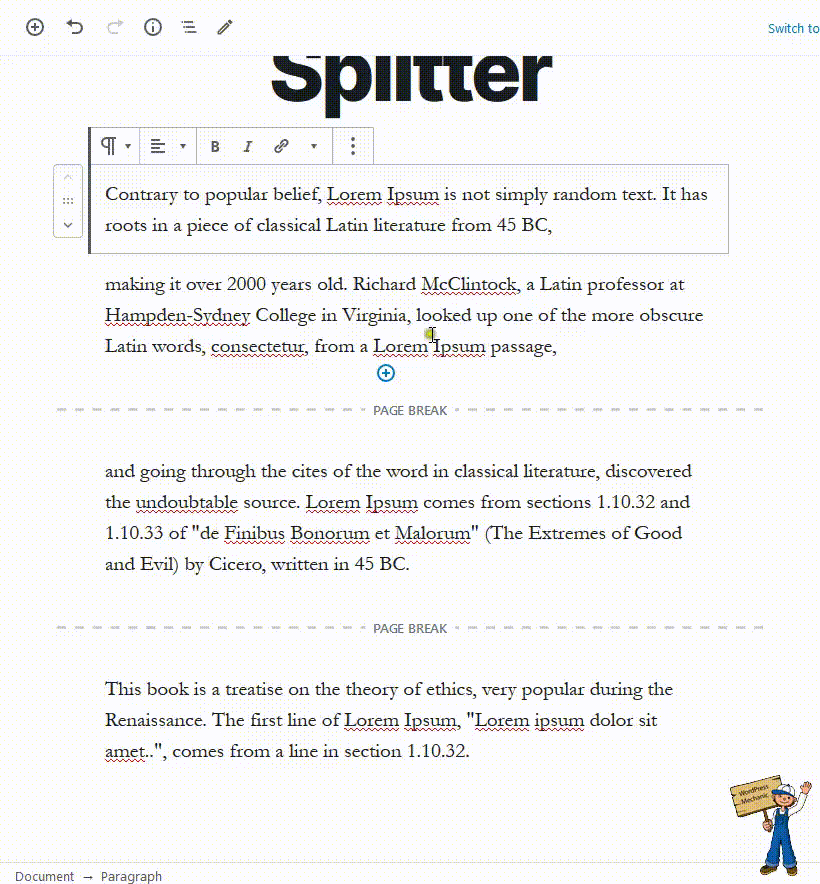 Switch to
Splitter
B I
Contrary to popular belief, Lorem Ipsum is not simply random text. It has
roots in a piece of classical Latin literature from 45 BC,
making it over 2000 years old. Richard McClintock, a Latin professor at
Hampden-Sydney College in Virginia, looked up one of the more obscure
Latin words, consectetur, from a Lorem Ipsum passage,
PAGE BREAK
and going through the cites of the word in classical literature, discovered
the undoubtable source. Lorem Ipsum comes from sections 1.10.32 and
1.10.33 of "de Finibus Bonorum et Malorum" (The Extremes of Good
and Evil) by Cicero, written in 45 BC.
PAGE BREAK
This book is a treatise on the theory of ethics, very popular during the
Renaissance. The first line of Lorem Ipsum, "Lorem ipsum dolor sit
amet..", comes from a line in section 1.10.32.
WordPress
Mechanic
Document → Paragraph